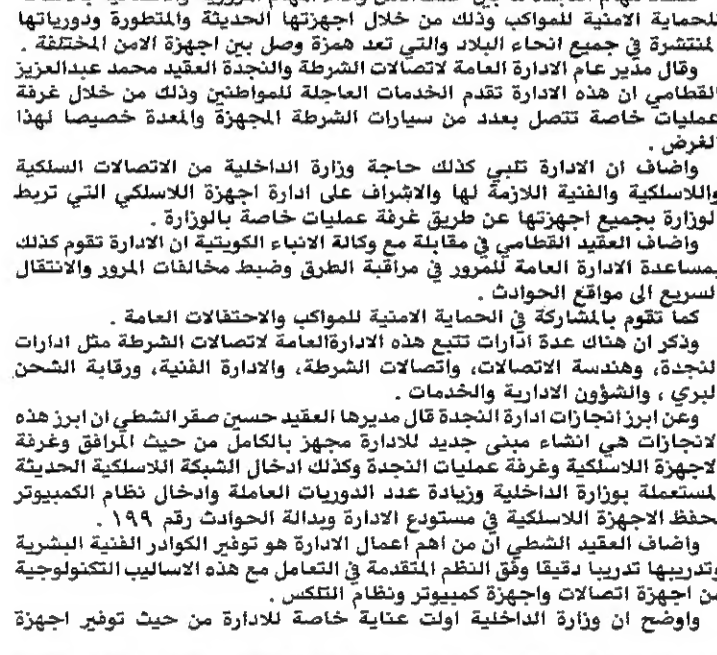 للحماية الامنية للمواكب وذلك من خلال اجهزتها الحديثة والمتطورة ودورياتها
المنتشرة في جميع انحاء البلاد والتي تعد همزة وصل بين اجهزة الامن المختلفة .
وقال مدير عام الادارة العامة لاتصالات الشرطة والنجدة العقيد محمد عبدالعزيز
القطامي ان هذه الادارة تقدم الخدمات العاجلة للمواطنين وذلك من خلال غرفة
عمليات خاصة تتصل بعدد من سيارات الشرطة المجهزة والمعدة خصيصا لهذا
الغرض .
واضاف ان الادارة تلبي كذلك حاجة وزارة الداخلية من الاتصالات السلكية
واللاسلكية والفنية اللازمة لها والاشراف على ادارة اجهزة اللاسلكي التي تربط
الوزارة بجميع اجهزتها عن طريق غرفة عمليات خاصة بالوزارة .
واضاف العقيد القطامي في مقابلة مع وكالة الانباء الكويتية ان الادارة تقوم كذلك
بمساعدة الادارة العامة للمرور في مراقبة الطرق وضبط مخالفات المرور والانتقال
السريع الى مواقع الحوادث .
كما تقوم بالمشاركة في الحماية الامنية للمواكب والاحتفالات العامة .
وذكر ان هناك عدة ادارات تتبع هذه الادارةالعامة لاتصالات الشرطة مثل ادارات
النجدة، وهندسة الاتصالات، واتصالات الشرطة، والادارة الفنية، ورقابة الشحن
البري ، والشؤون الادارية والخدمات .
وعن ابرز انجازات ادارة النجدة قال مديرها العقيد حسين صقر الشطي ان ابرز هذه
الانجازات هي انشاء مبنى جديد للادارة مجهز بالكامل من حيث المرافق وغرفة
الاجهزة اللاسلكية وغرفة عمليات النجدة وكذلك ادخال الشبكة اللاسلكية الحديثة
المستعملة بوزارة الداخلية وزيادة عدد الدوريات العاملة وادخال نظام الكمبيوتر
لحفظ الاجهزة اللاسلكية في مستودع الادارة وبدالة الحوادث رقم ١٩٩ .
واضاف العقيد الشطي ان من اهم اعمال الادارة هو توفير الكوادر الفنية البشرية
وتدريبها تدريبا دقيقا وفق النظم المتقدمة في التعامل مع هذه الاساليب التكنولوجية
من اجهزة اتصالات واجهزة كمبيوتر ونظام التلكس .
واوضح ان وزارة الداخلية اولت عناية خاصة للادارة من حيث توفير اجهزة